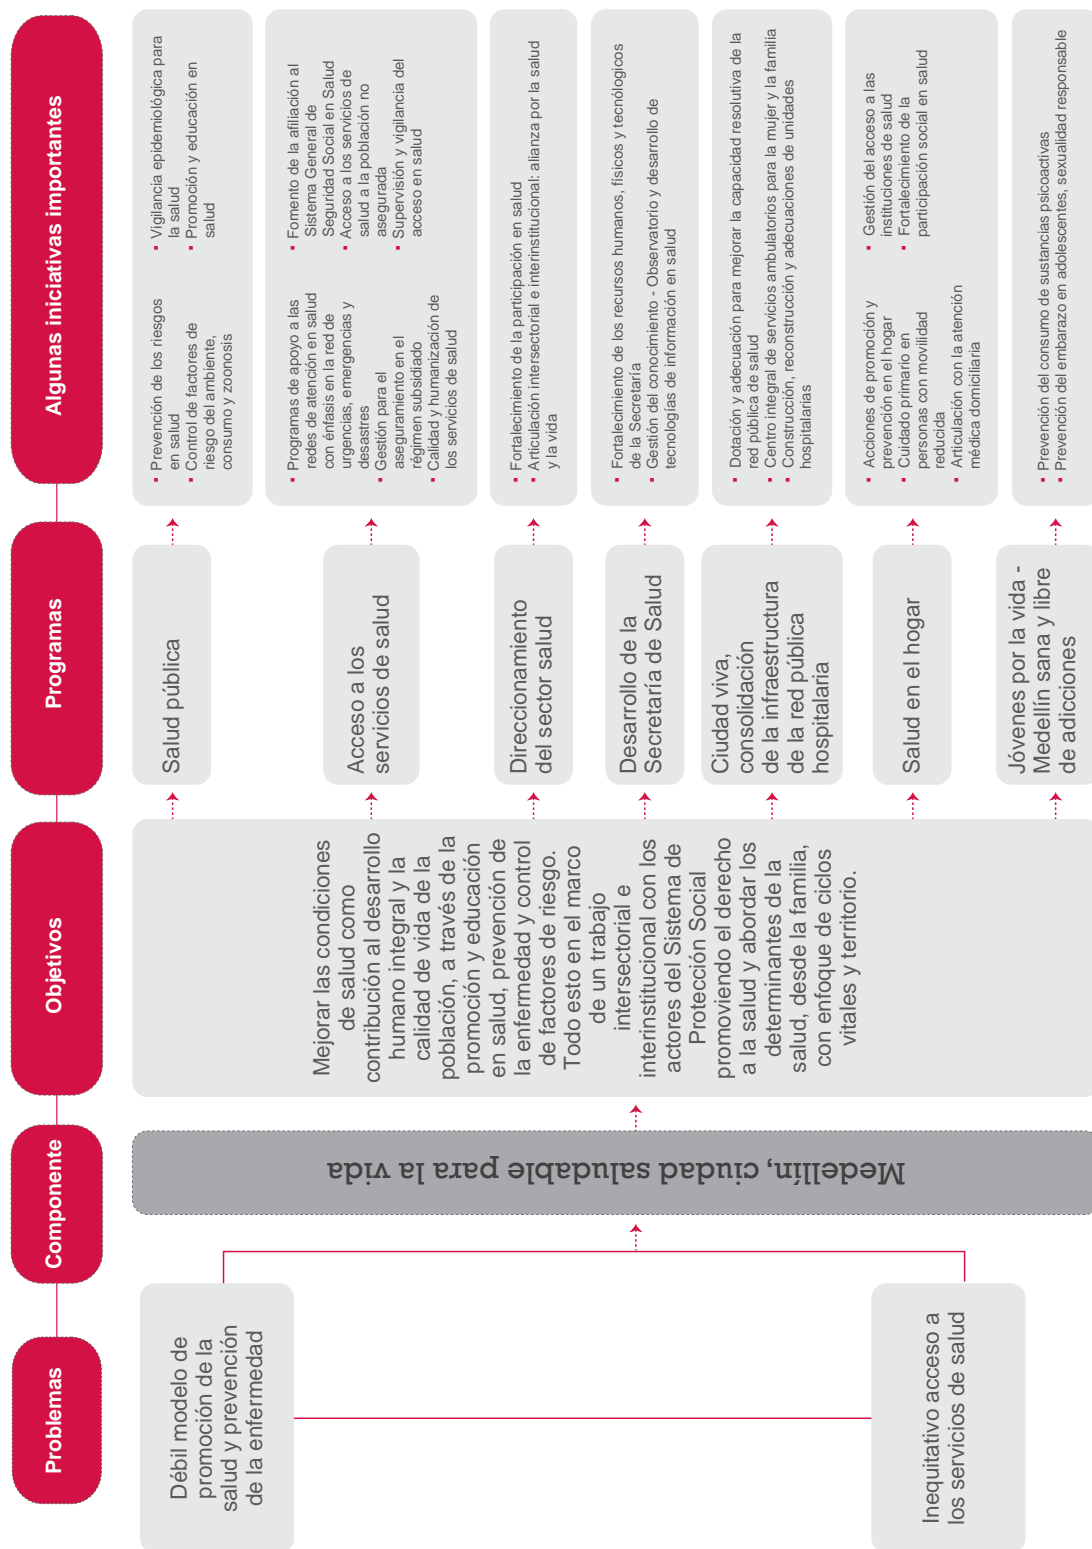 Problemas
Componente
Objetivos
Programas
Algunas iniciativas importantes
Débil modelo de
promoción de la
salud y prevención
de la enfermedad
Inequitativo acceso a
los servicios de salud
Medellín, ciudad saludable para la vida
Mejorar las condiciones
de salud como
contribución al desarrollo
humano integral y la
calidad de vida de la
población, a través de la
promoción y educación
en salud, prevención de
la enfermedad y control
de factores de riesgo.
Todo esto en el marco
de un trabajo
intersectorial e
interinstitucional con los
actores del Sistema de
Protección Social
promoviendo el derecho
a la salud y abordar los
determinantes de la
salud, desde la familia,
con enfoque de ciclos
vitales y territorio.
Salud pública
▪ Prevención de los riesgos
en salud
▪ Control de factores de
riesgo del ambiente,
consumo y zoonosis
▪ Vigilancia epidemiológica para
la salud
▪ Promoción y educación en
salud
Acceso a los
servicios de salud
▪ Programas de apoyo a las
redes de atención en salud
con énfasis en la red de
urgencias, emergencias y
desastres
▪ Gestión para el
aseguramiento en el
régimen subsidiado
▪ Calidad y humanización de
los servicios de salud
▪ Fomento de la afiliación al
Sistema General de
Seguridad Social en Salud
▪ Acceso a los servicios de
salud a la población no
asegurada
▪ Supervisión y vigilancia del
acceso en salud
Direccionamiento
del sector salud
▪ Fortalecimiento de la participación en salud
▪ Articulación intersectorial e interinstitucional: alianza por la salud
y la vida
Desarrollo de la
Secretaría de Salud
▪ Fortalecimiento de los recursos humanos, físicos y tecnólogicos
de la Secretaría
▪ Gestión del conocimiento - Observatorio y desarrollo de
tecnologías de información en salud
Ciudad viva,
consolidación
de la infraestructura
de la red pública
hospitalaria
▪ Dotación y adecuación para mejorar la capacidad resolutiva de la
red pública de salud
▪ Centro integral de servicios ambulatorios para la mujer y la familia
▪ Construcción, reconstrucción y adecuaciones de unidades
hospitalarias
Salud en el hogar
▪ Acciones de promoción y
prevención en el hogar
▪ Cuidado primario en
personas con movilidad
reducida
▪ Articulación con la atención
médica domiciliaria
▪ Gestión del acceso a las
instituciones de salud
▪ Fortalecimiento de la
participación social en salud
Jóvenes por la vida -
Medellín sana y libre
de adicciones
▪ Prevención del consumo de sustancias psicoactivas
▪ Prevención del embarazo en adolescentes, sexualidad responsable